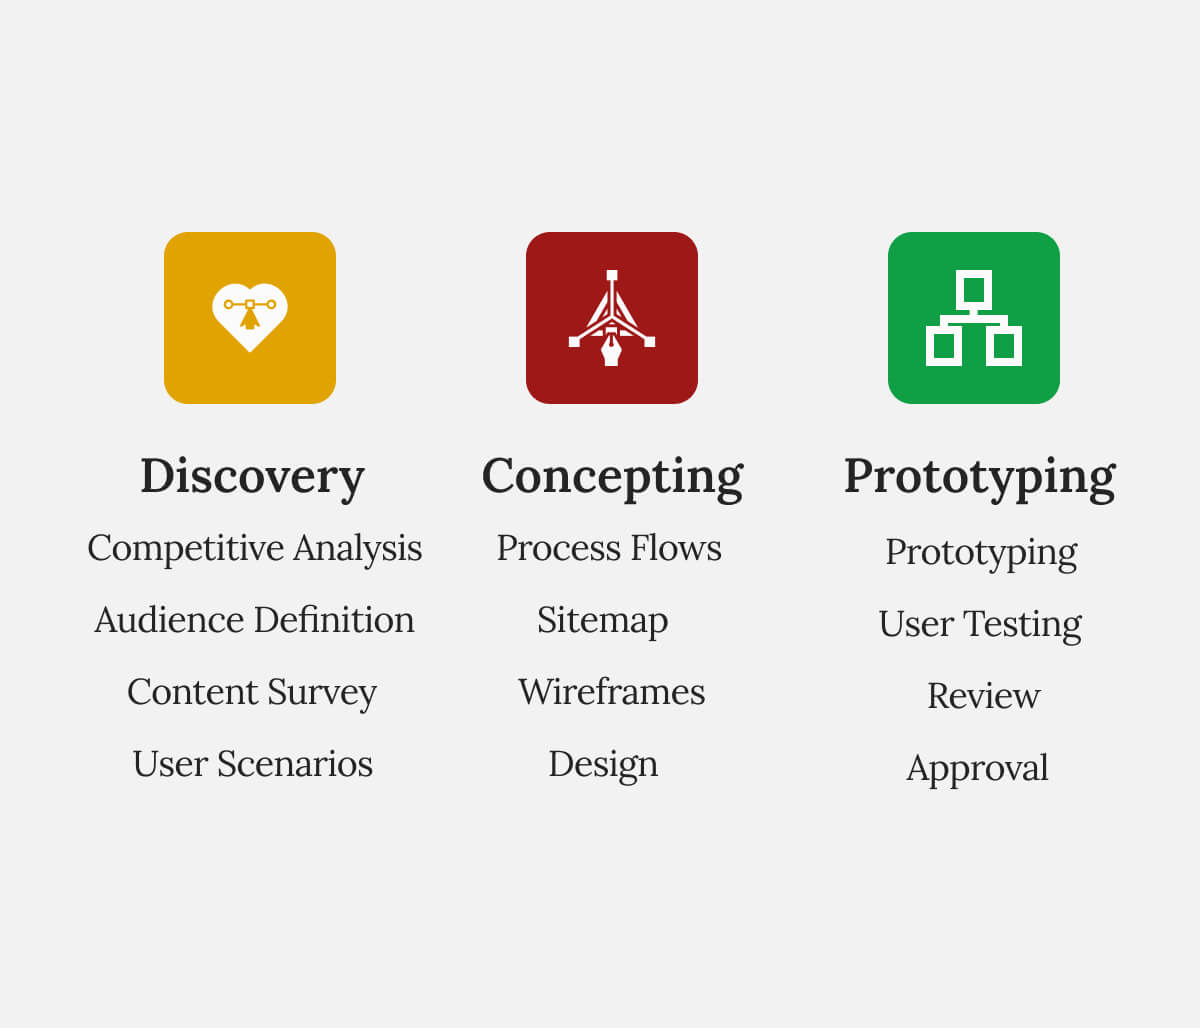 Discovery
Competitive Analysis
Audience Definition
Content Survey
User Scenarios
Concepting
Process Flows
Sitemap
Wireframes
Design
Prototyping
Prototyping
User Testing
Review
Approval